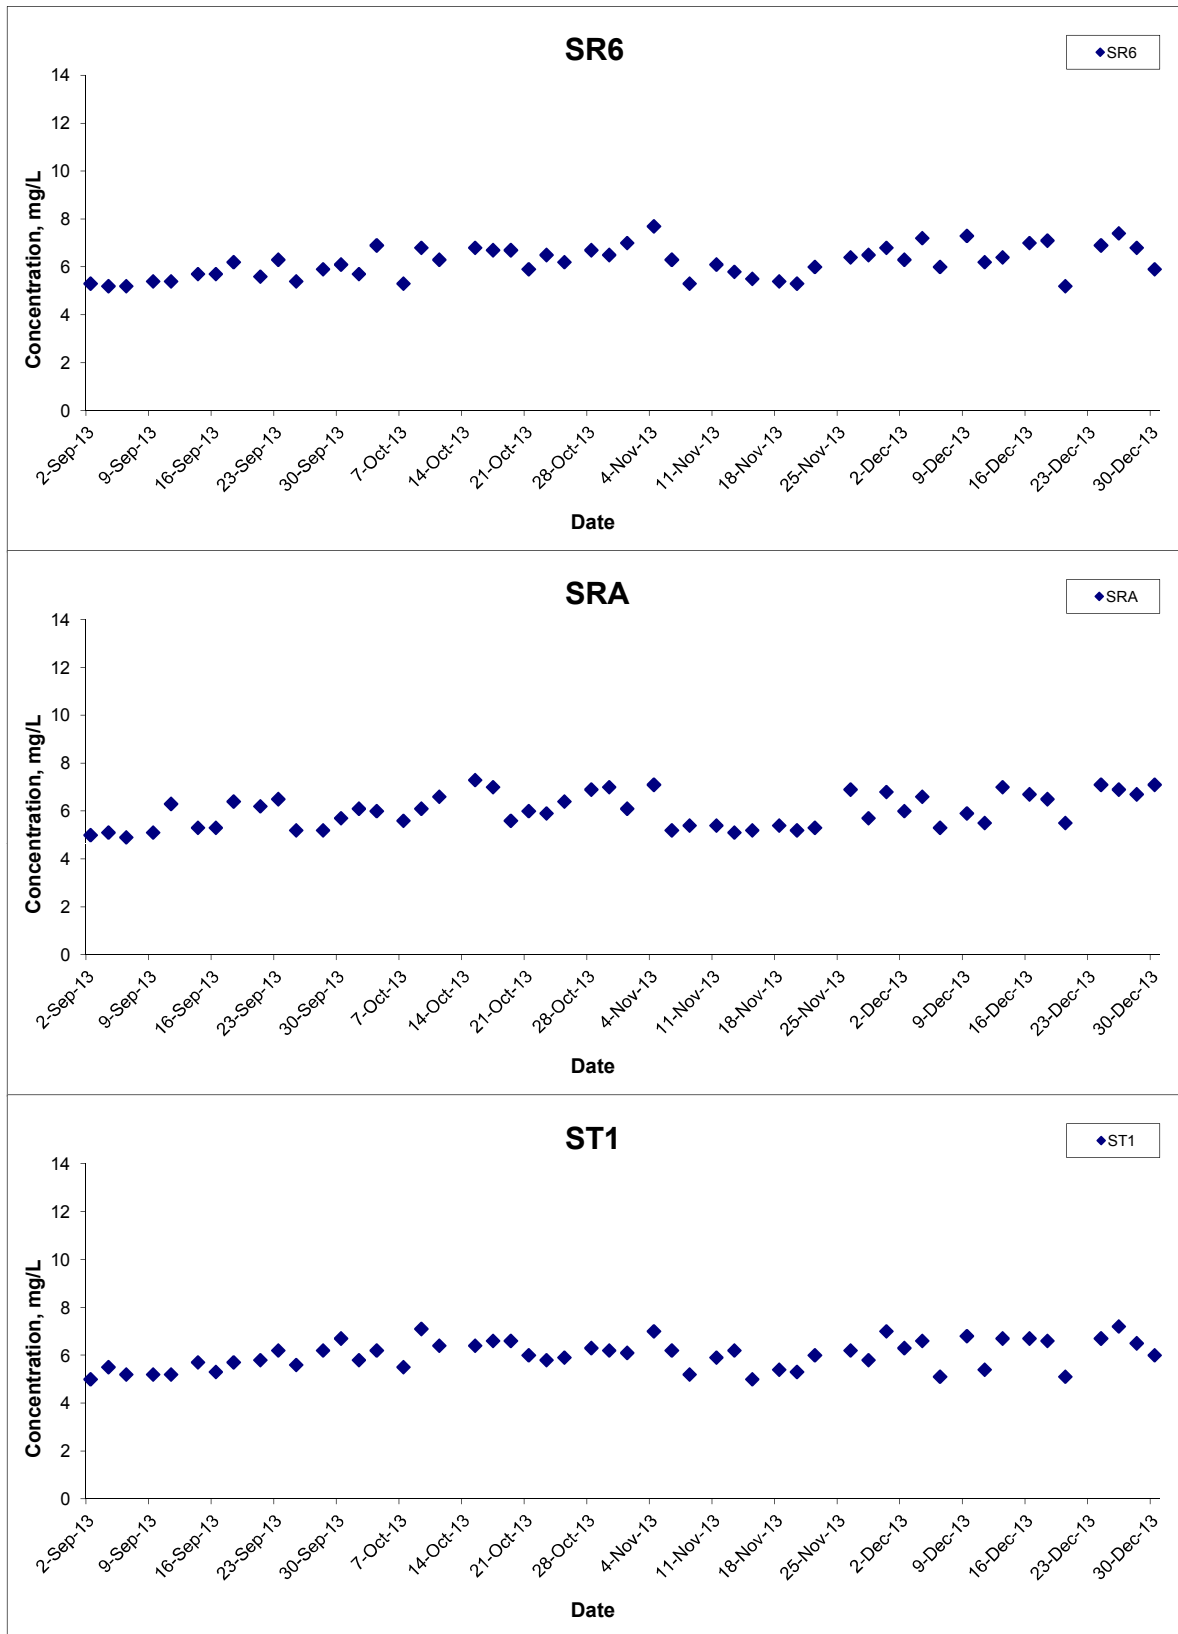 SR6
SR6
14
12
10
8
6
4
2
0
Concentration, mg/L
2-Sep-13
9-Sep-13
16-Sep-13
23-Sep-13
30-Sep-13
7-Oct-13
14-Oct-13
21-Oct-13
28-Oct-13
4-Nov-13
11-Nov-13
18-Nov-13
25-Nov-13
2-Dec-13
9-Dec-13
16-Dec-13
23-Dec-13
30-Dec-13
Date
SRA
SRA
14
12
10
8
6
4
2
0
Concentration, mg/L
2-Sep-13
9-Sep-13
16-Sep-13
23-Sep-13
30-Sep-13
7-Oct-13
14-Oct-13
21-Oct-13
28-Oct-13
4-Nov-13
11-Nov-13
18-Nov-13
25-Nov-13
2-Dec-13
9-Dec-13
16-Dec-13
23-Dec-13
30-Dec-13
Date
ST1
ST1
14
12
10
8
6
4
2
0
Concentration, mg/L
2-Sep-13
9-Sep-13
16-Sep-13
23-Sep-13
30-Sep-13
7-Oct-13
14-Oct-13
21-Oct-13
28-Oct-13
4-Nov-13
11-Nov-13
18-Nov-13
25-Nov-13
2-Dec-13
9-Dec-13
16-Dec-13
23-Dec-13
30-Dec-13
Date